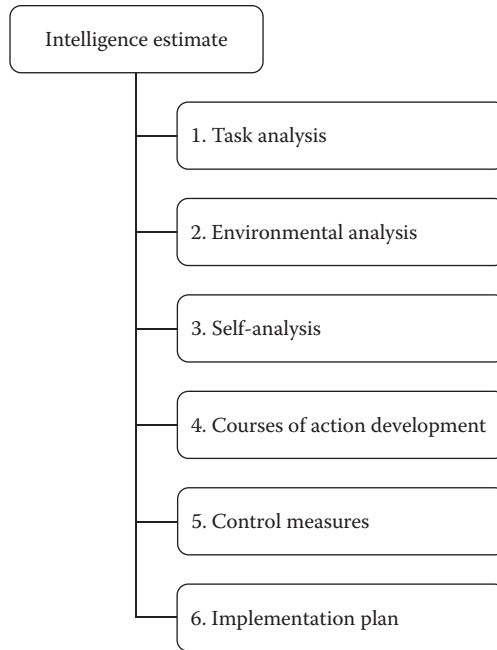 Intelligence estimate
1. Task analysis
2. Environmental analysis
3. Self-analysis
4. Courses of action development
5. Control measures
6. Implementation plan